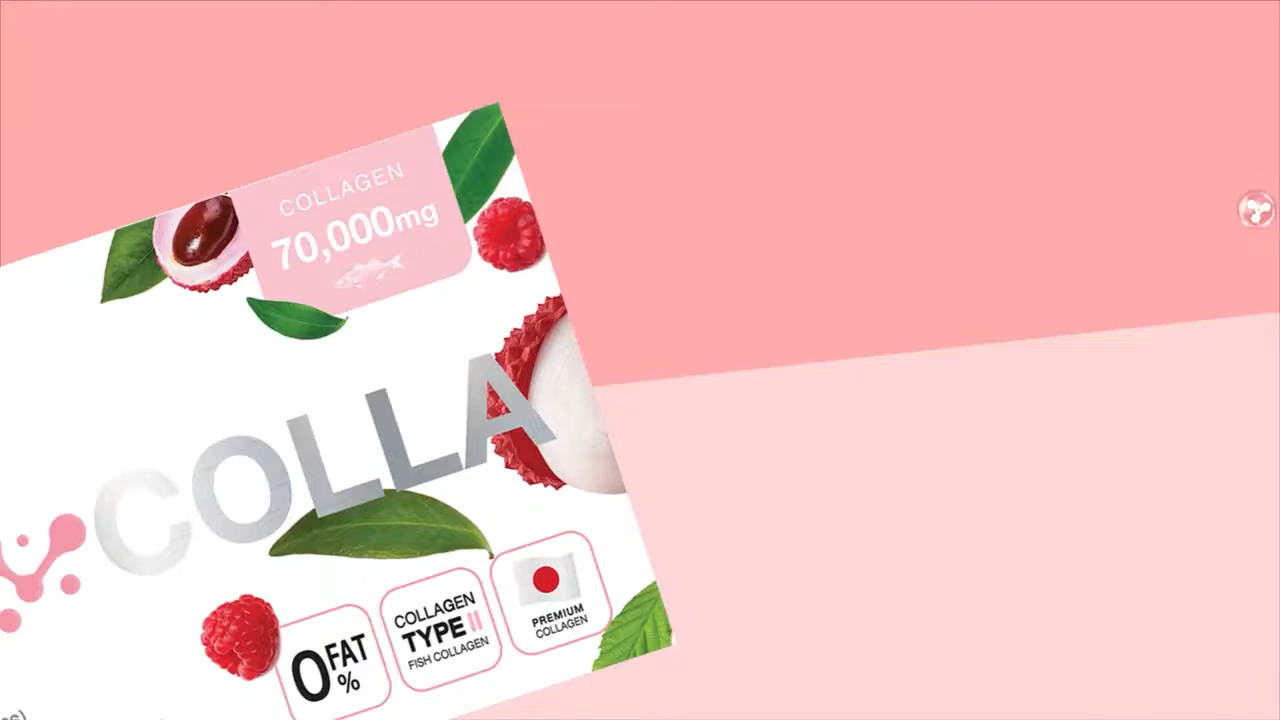 COLLAGEN
70,000mg
COLLA
0% FAT
COLLAGEN
TYPE II
FISH COLLAGEN
PREMIUM
COLLAGEN